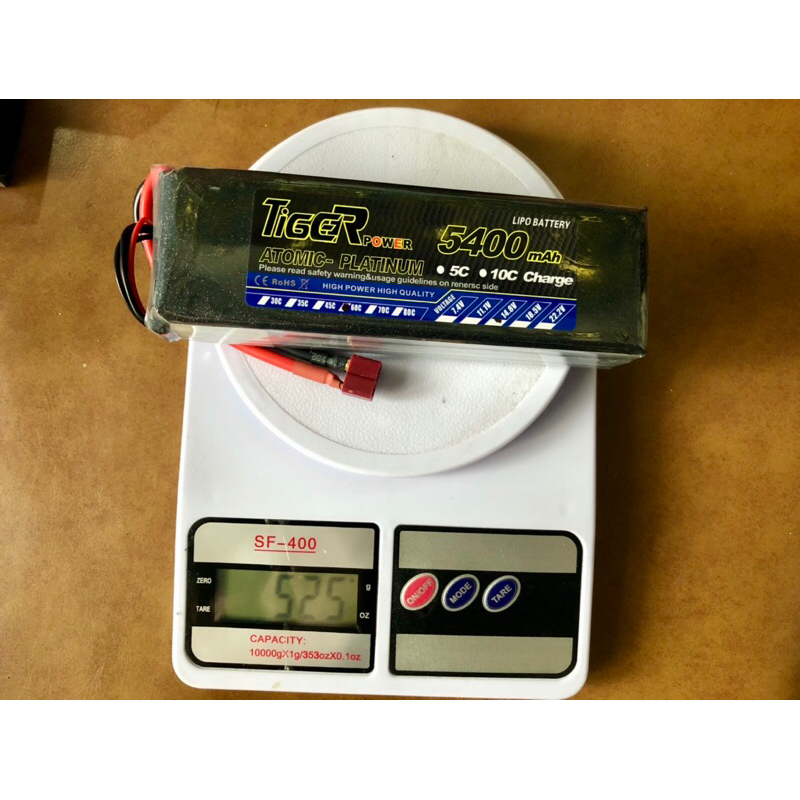 TIGER POWER
LIPO BATTERY
5400 mAh
ATOMIC- PLATINUM
5C 10C Charge
Please read safety warning&usage guidelines on renersc side
CE RoHS
HIGH POWER HIGH QUALITY
30C 35C 45C 60C 70C 80C
VOLTAGE 7.4V 11.1V 14.8V 18.5V 22.2V
SF-400
ZERO
TARE
525
g
OZ
CAPACITY:
10000gX1g/353ozX0.1oz
ON/OFF
MODE
TARE